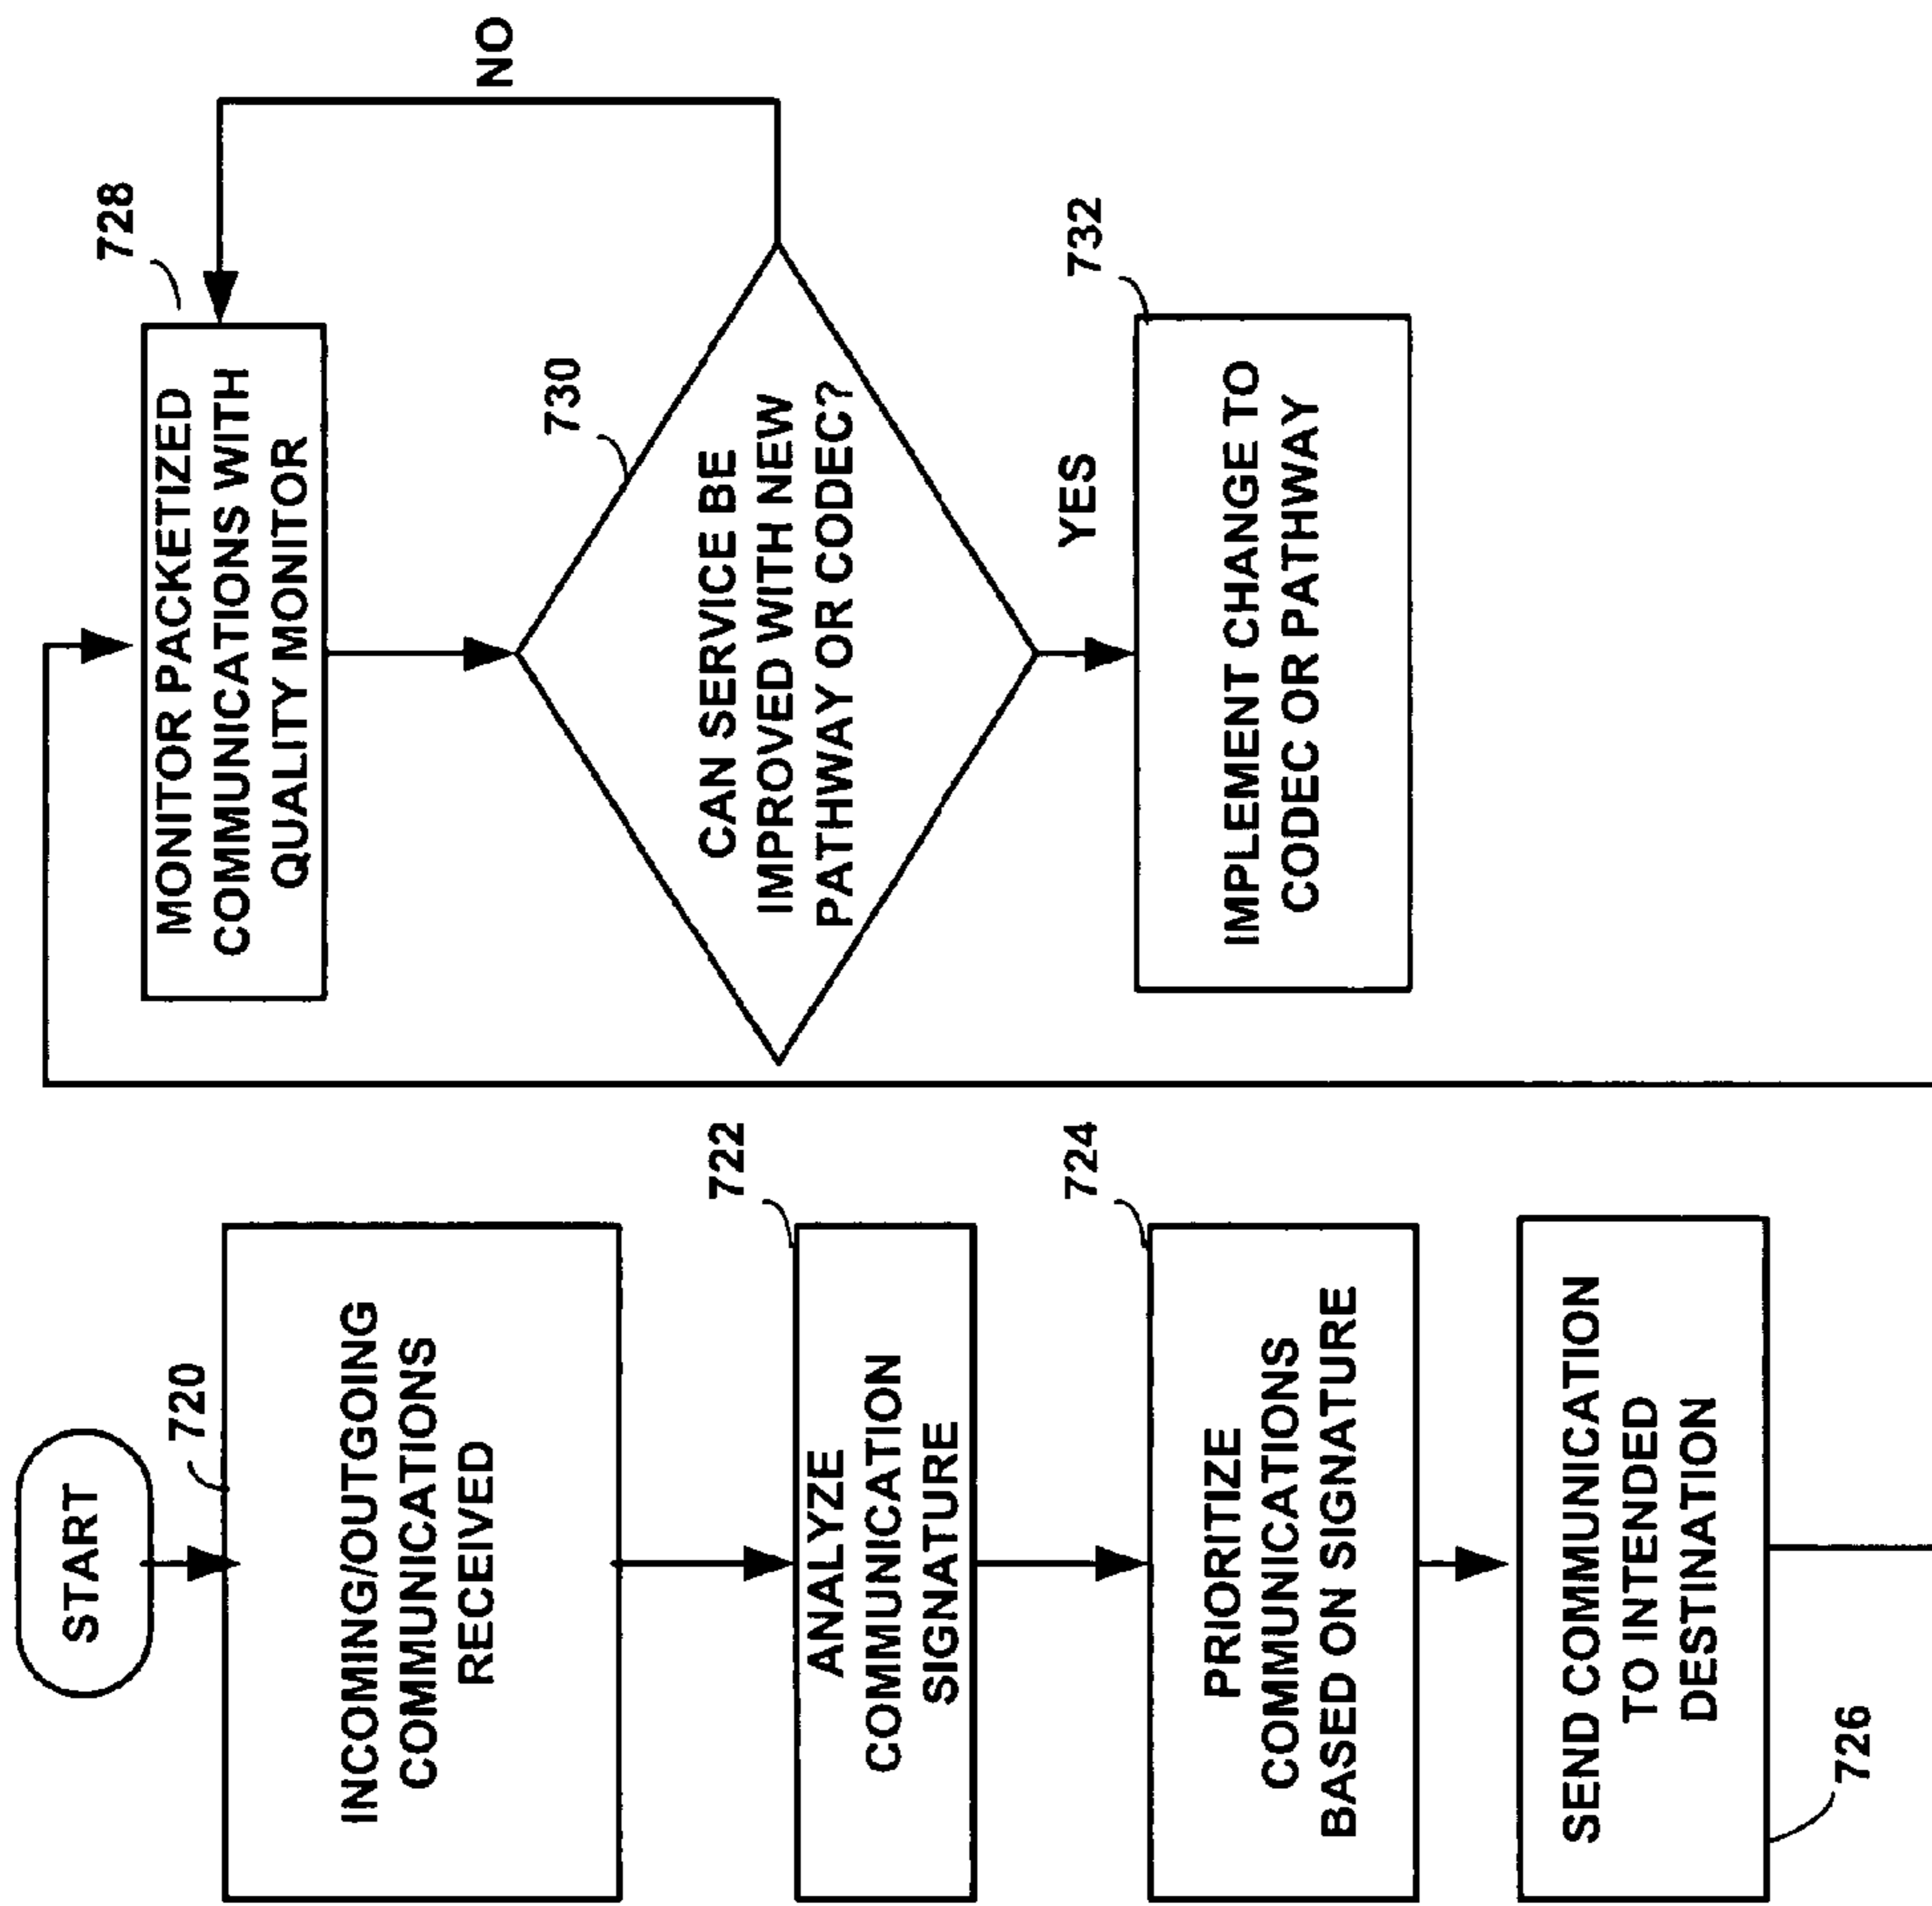 START
720
INCOMING/OUTGOING
COMMUNICATIONS
RECEIVED
722
ANALYZE
COMMUNICATION
SIGNATURE
724
PRIORITIZE
COMMUNICATIONS
BASED ON SIGNATURE
SEND COMMUNICATION
TO INTENDED
DESTINATION
726
728
MONITOR PACKETIZED
COMMUNICATIONS WITH
QUALITY MONITOR
NO
730
CAN SERVICE BE
IMPROVED WITH NEW
PATHWAY OR CODEC?
YES
732
IMPLEMENT CHANGE TO
CODEC OR PATHWAY